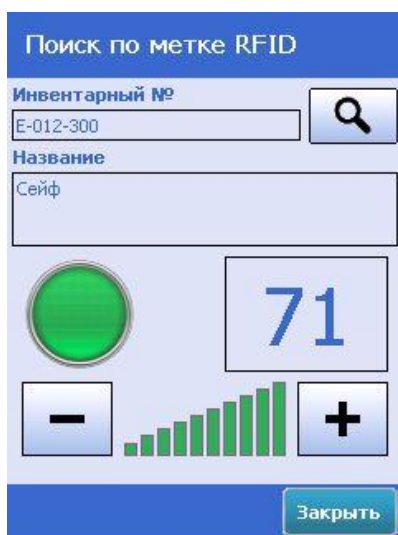 Поиск по метке RFID
Инвентарный №
E-012-300
Название
Сейф
71
− +
Закрыть